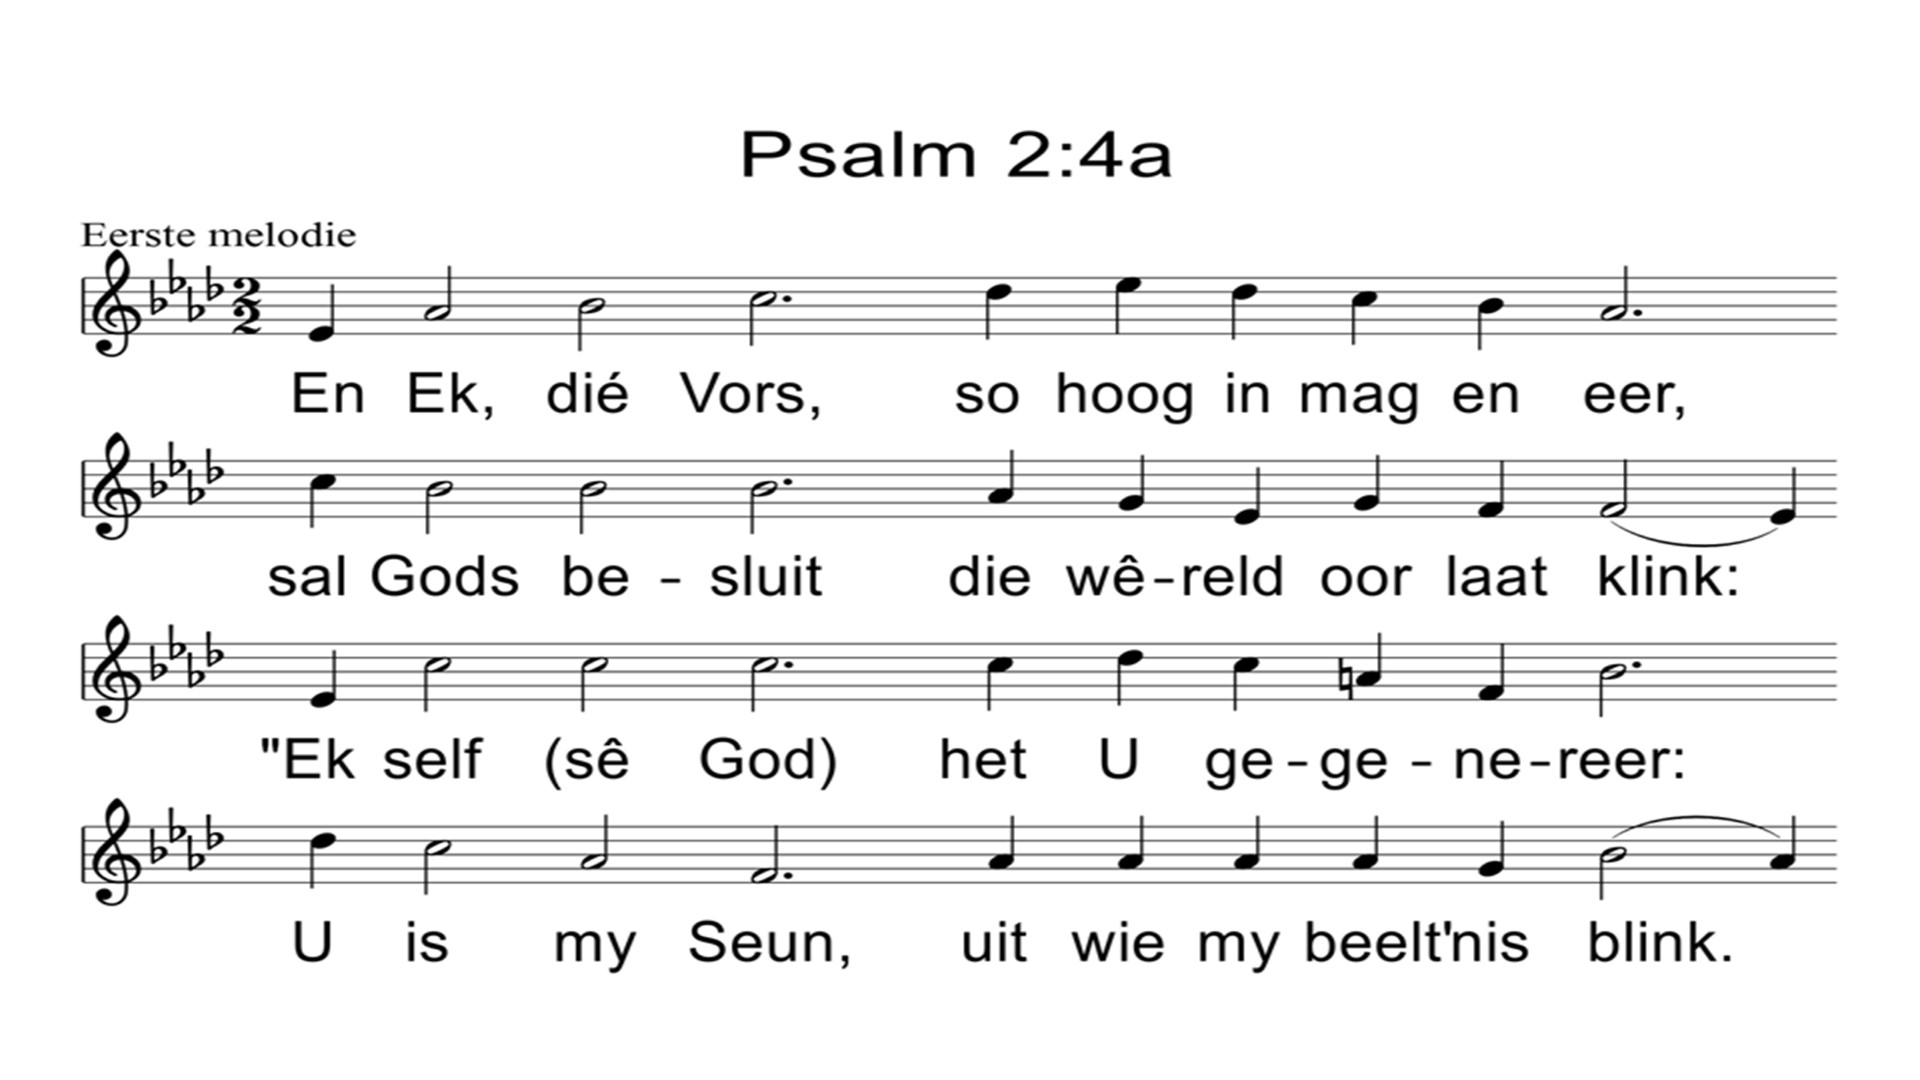 Psalm 2:4a
Eerste melodie
2
2
En Ek, dié Vors, so hoog in mag en eer,
sal Gods be - sluit die wê-reld oor laat klink:
"Ek self (sê God) het U ge-ge - ne-reer:
U is my Seun, uit wie my beelt'nis blink.